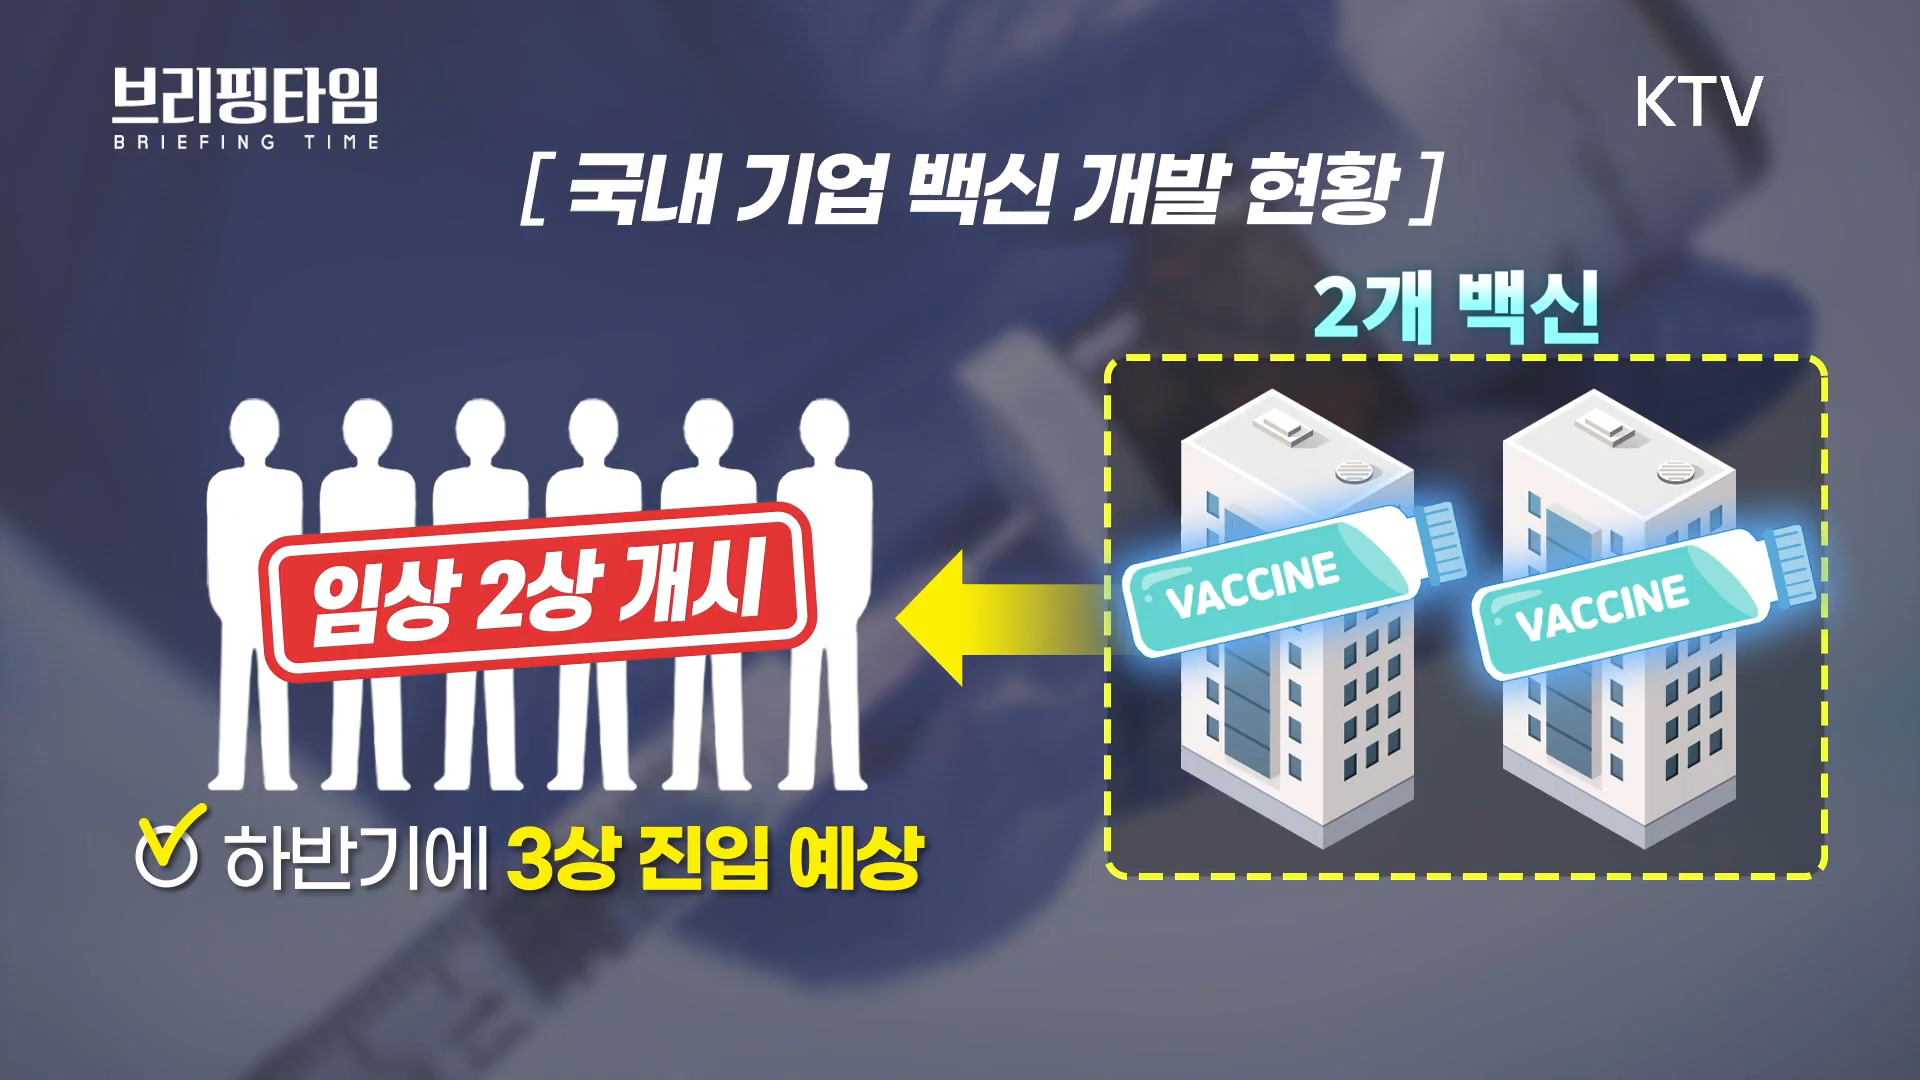 브리핑타임
BRIEFING TIME
KTV
[ 국내 기업 백신 개발 현황 ]
2개 백신
VACCINE
VACCINE
임상 2상 개시
하반기에 3상 진입 예상